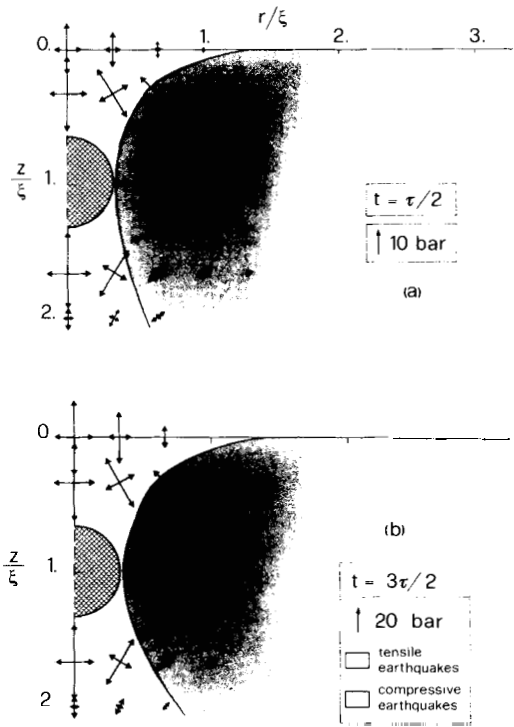 r/ξ
0. 1. 2. 3.
z/ξ 1.
t = τ/2
10 bar
(a)
2.
0
(b)
z/ξ 1.
t = 3τ/2
20 bar
tensile
earthquakes
compressive
earthquakes
2